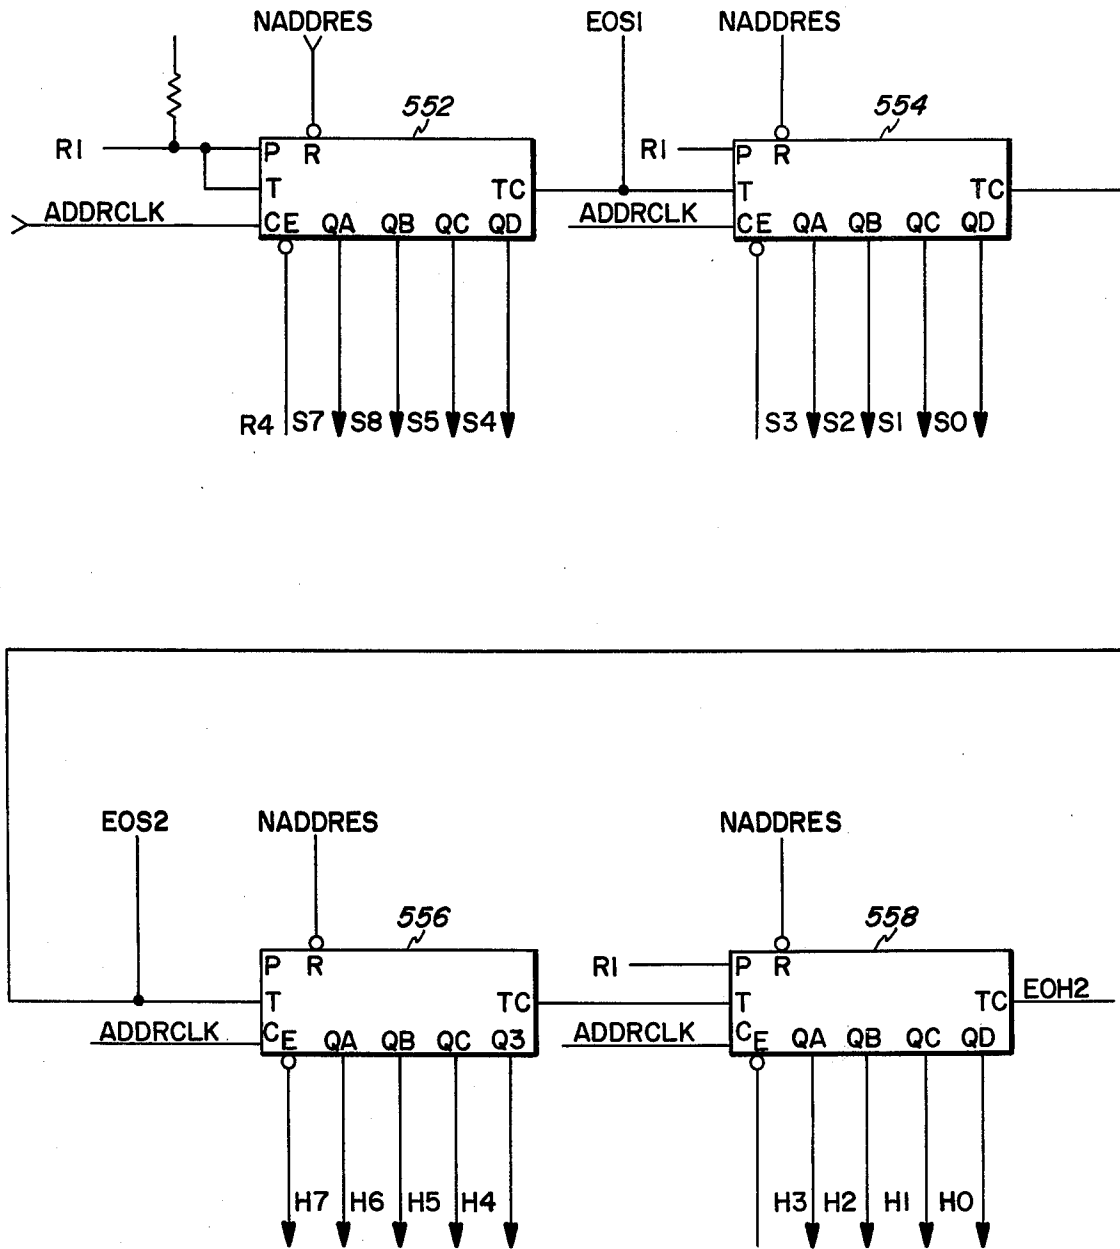 NADDRES EOS1 NADDRES
552 554
R1 P R R1 P R
T TC T TC
ADDRCLK ADDRCLK
CE QA QB QC QD CE QA QB QC QD
R4 S7 S8 S5 S4 S3 S2 S1 S0
EOS2 NADDRES NADDRES
556 558
P R R1 P R
T TC T TC EOH2
ADDRCLK ADDRCLK
CE QA QB QC Q3 CE QA QB QC QD
H7 H6 H5 H4 H3 H2 H1 H0